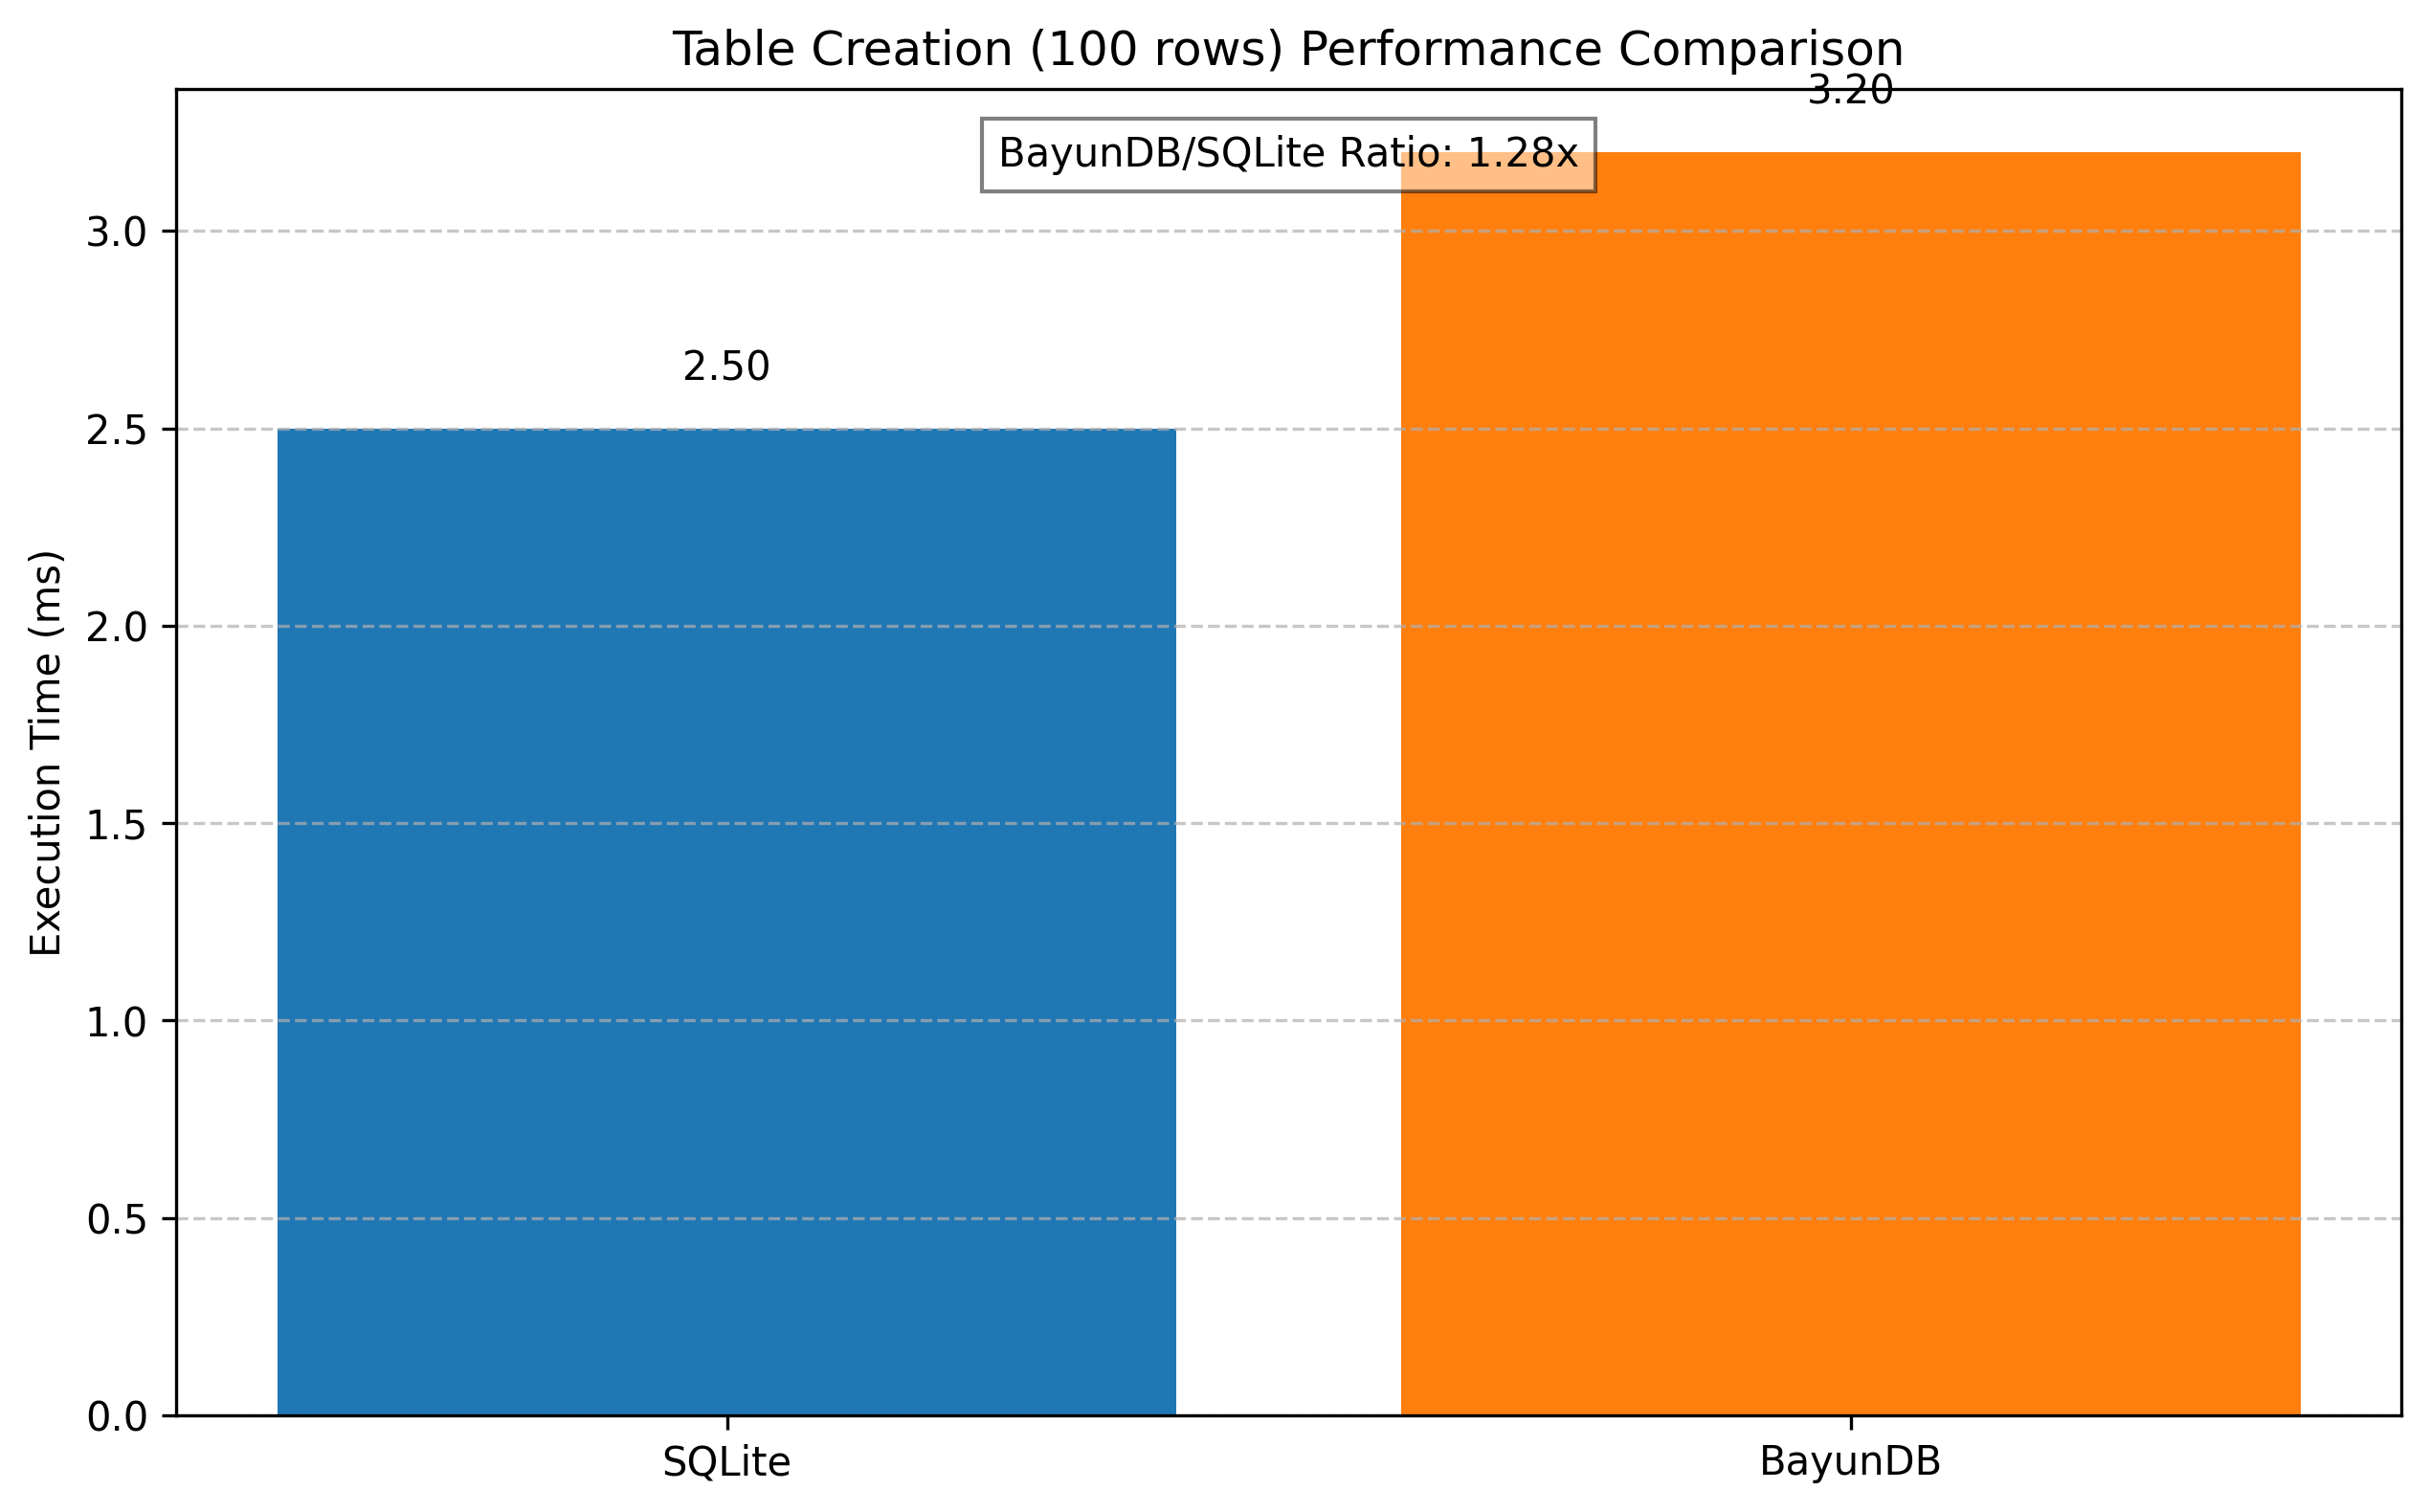 Table Creation (100 rows) Performance Comparison
3.20
BayunDB/SQLite Ratio: 1.28x
2.50
3.0
2.5
2.0
1.5
1.0
0.5
0.0
Execution Time (ms)
SQLite
BayunDB